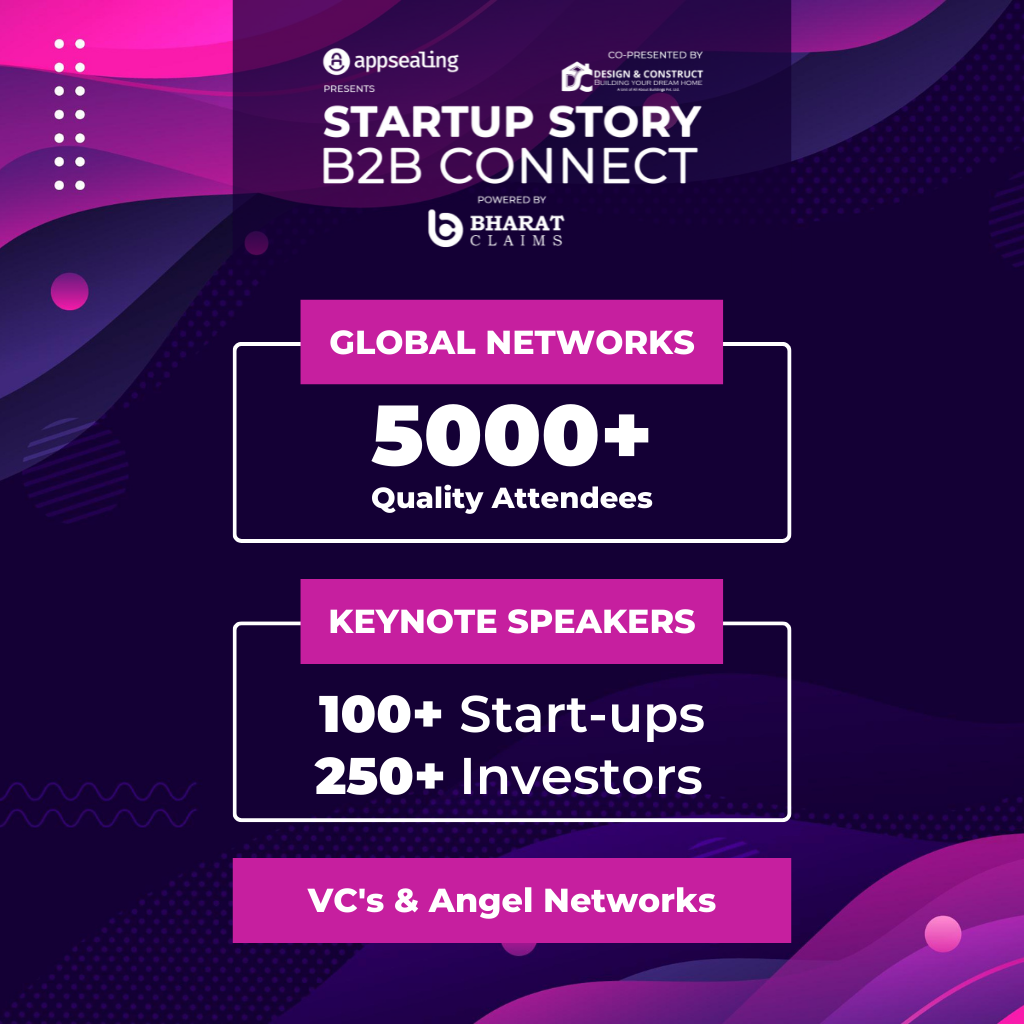 appsealing
PRESENTS
CO-PRESENTED BY
DC DESIGN & CONSTRUCT
BUILDING YOUR DREAM HOME
STARTUP STORY
B2B CONNECT
POWERED BY
BHARAT
CLAIMS
GLOBAL NETWORKS
5000+
Quality Attendees
KEYNOTE SPEAKERS
100+ Start-ups
250+ Investors
VC's & Angel Networks